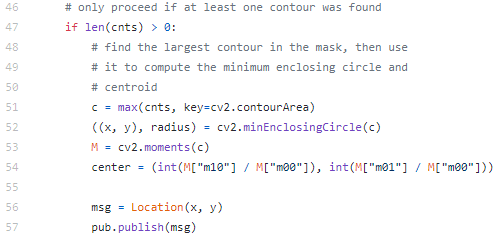 46 # only proceed if at least one contour was found
47 if len(cnts) > 0:
48 # find the largest contour in the mask, then use
49 # it to compute the minimum enclosing circle and
50 # centroid
51 c = max(cnts, key=cv2.contourArea)
52 ((x, y), radius) = cv2.minEnclosingCircle(c)
53 M = cv2.moments(c)
54 center = (int(M["m10"] / M["m00"]), int(M["m01"] / M["m00"]))
55
56 msg = Location(x, y)
57 pub.publish(msg)